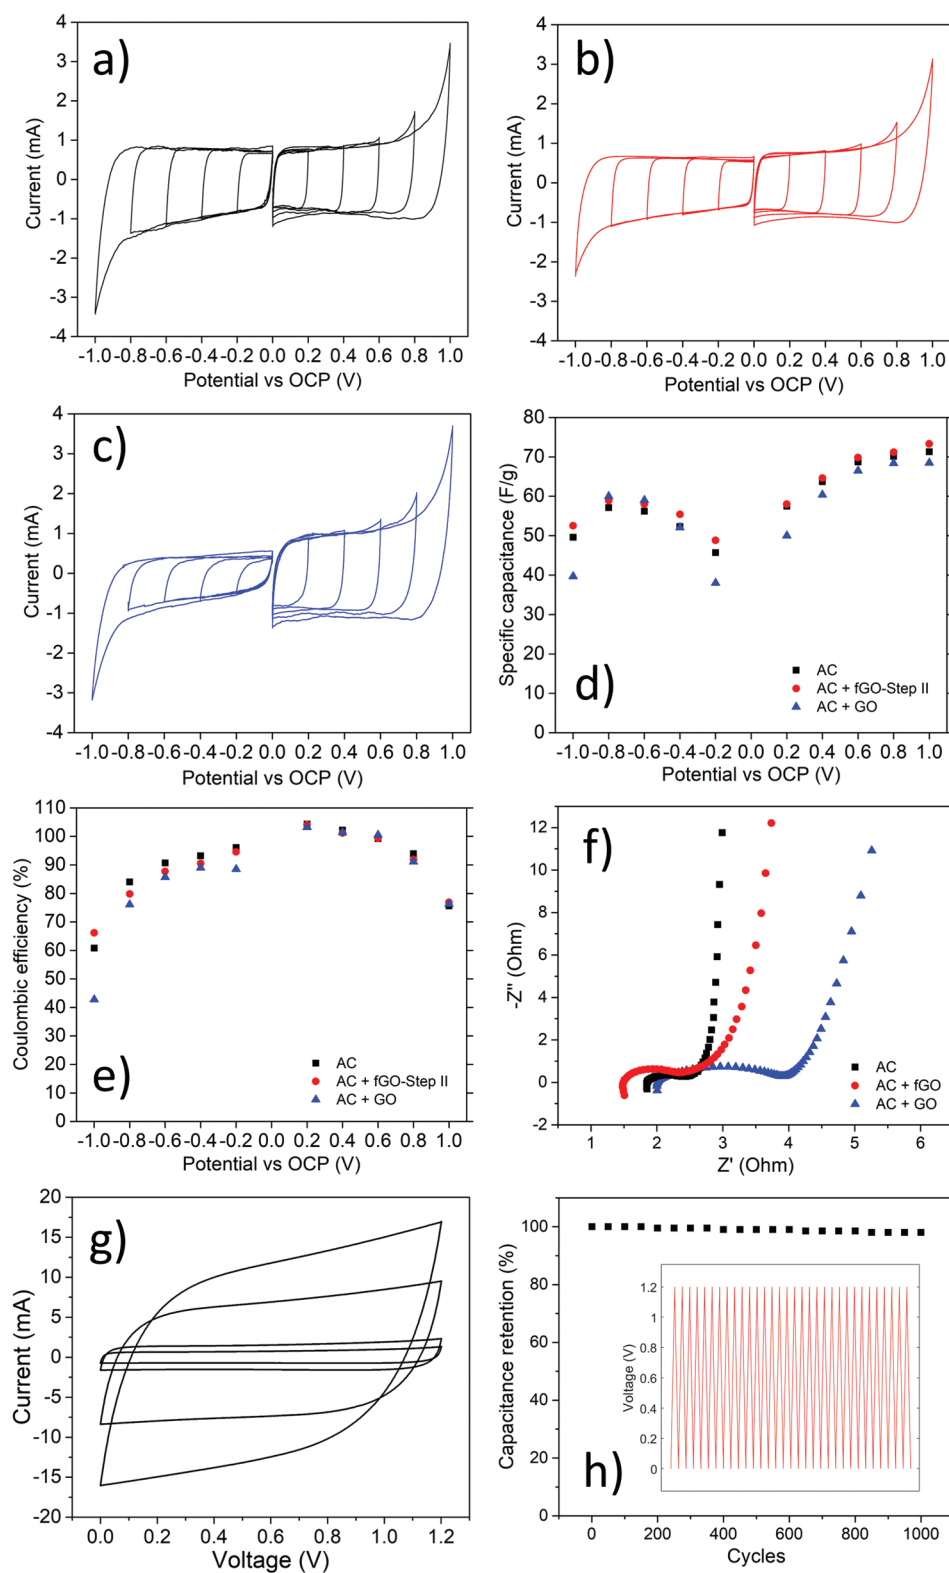 a)
4
3
2
1
0
-1
-2
-3
-4
Current (mA)
-1.0 -0.8 -0.6 -0.4 -0.2 0.0 0.2 0.4 0.6 0.8 1.0
Potential vs OCP (V)
b)
4
3
2
1
0
-1
-2
-3
-4
Current (mA)
-1.0 -0.8 -0.6 -0.4 -0.2 0.0 0.2 0.4 0.6 0.8 1.0
Potential vs OCP (V)
c)
4
3
2
1
0
-1
-2
-3
-4
Current (mA)
-1.0 -0.8 -0.6 -0.4 -0.2 0.0 0.2 0.4 0.6 0.8 1.0
Potential vs OCP (V)
80
70
60
50
40
30
20
10
0
Specific capacitance (F/g)
d)
AC
AC + fGO-Step II
AC + GO
-1.0 -0.8 -0.6 -0.4 -0.2 0.0 0.2 0.4 0.6 0.8 1.0
Potential vs OCP (V)
110
100
90
80
70
60
50
40
30
20
10
0
Coulombic efficiency (%)
e)
AC
AC + fGO-Step II
AC + GO
-1.0 -0.8 -0.6 -0.4 -0.2 0.0 0.2 0.4 0.6 0.8 1.0
Potential vs OCP (V)
f)
12
10
8
6
4
2
0
-2
-Z'' (Ohm)
AC
AC + fGO
AC + GO
1 2 3 4 5 6
Z' (Ohm)
g)
20
15
10
5
0
-5
-10
-15
-20
Current (mA)
0.0 0.2 0.4 0.6 0.8 1.0 1.2
Voltage (V)
100
80
60
40
20
0
Capacitance retention (%)
h)
1.2
1
0.8
0.6
0.4
0.2
0
Voltage (V)
0 200 400 600 800 1000
Cycles